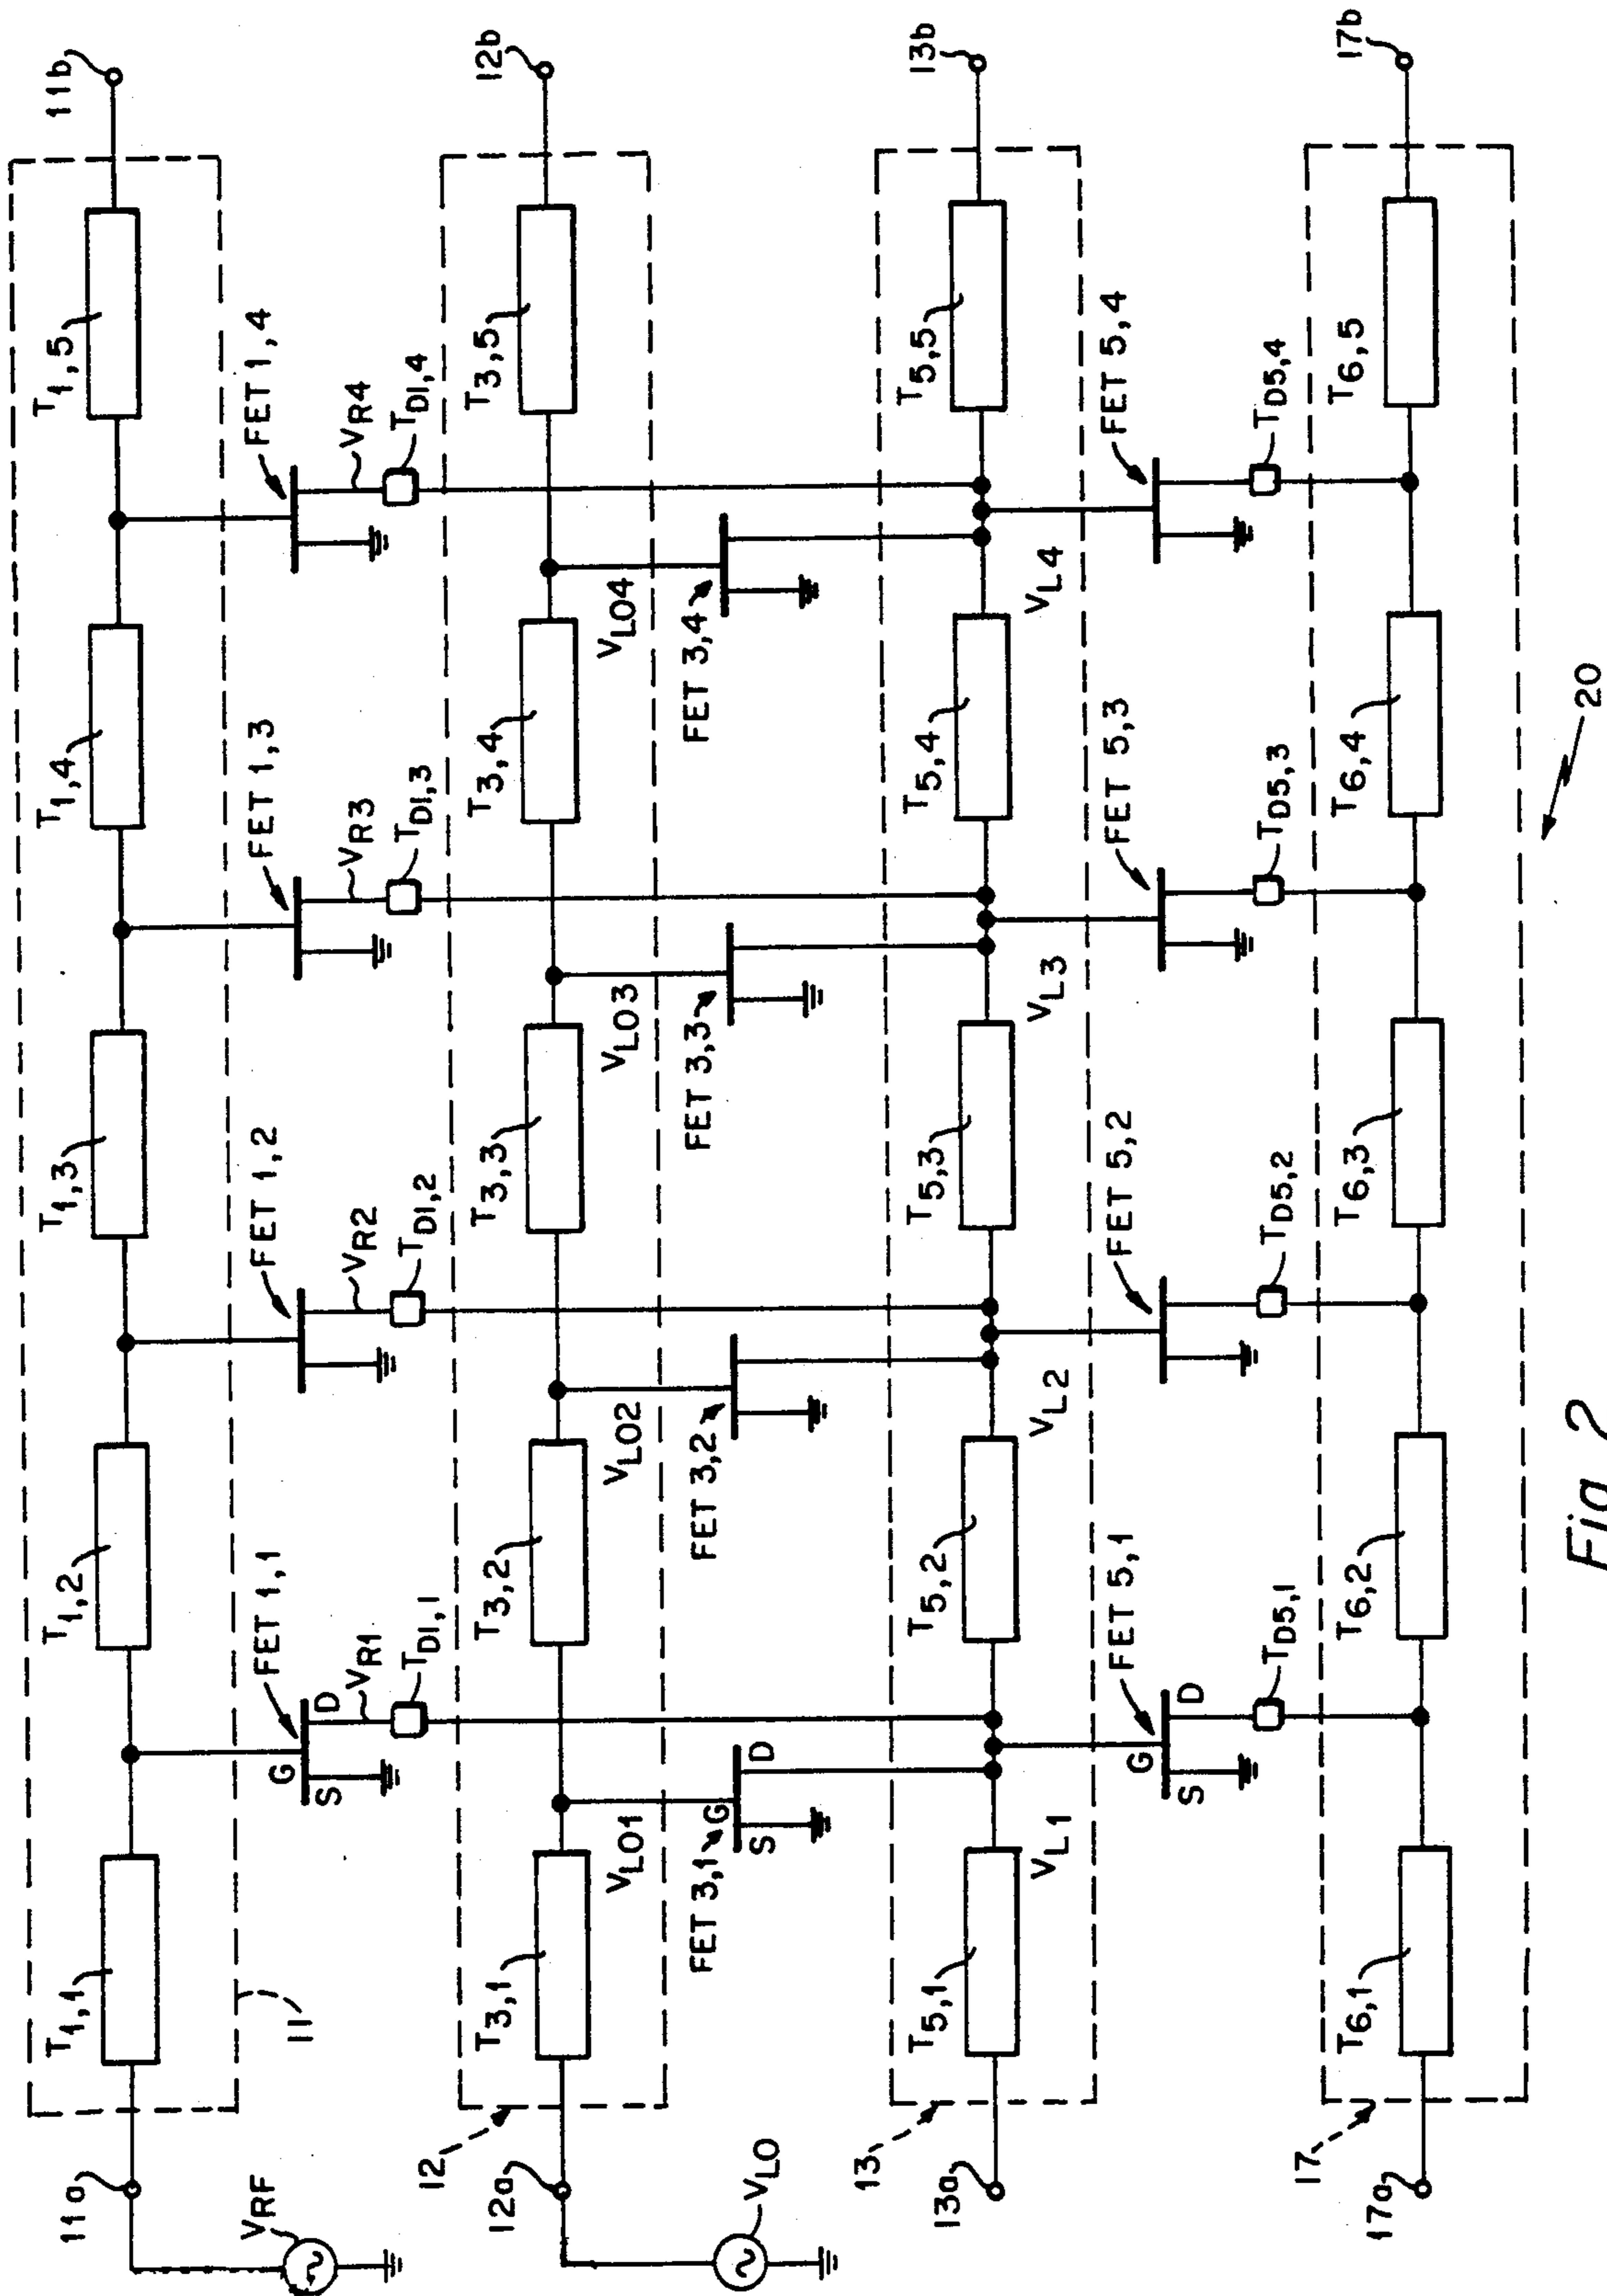 11a
VRF
T1,1
11
T1,2
T1,3
T1,4
T1,5
11b
FET 1,1
G
D
S
VR1
TD1,1
FET 1,2
VR2
TD1,2
FET 1,3
VR3
TD1,3
FET 1,4
VR4
TD1,4
12
12a
VLO
T3,1
T3,2
T3,3
T3,4
T3,5
12b
VLO1
VLO2
VLO3
VLO4
FET 3,1
G
D
S
FET 3,2
FET 3,3
FET 3,4
13
13a
T5,1
T5,2
T5,3
T5,4
T5,5
13b
VL1
VL2
VL3
VL4
FET 5,1
G
D
S
TD5,1
FET 5,2
TD5,2
FET 5,3
TD5,3
FET 5,4
TD5,4
17
17a
T6,1
T6,2
T6,3
T6,4
T6,5
17b
20
Fig. 2